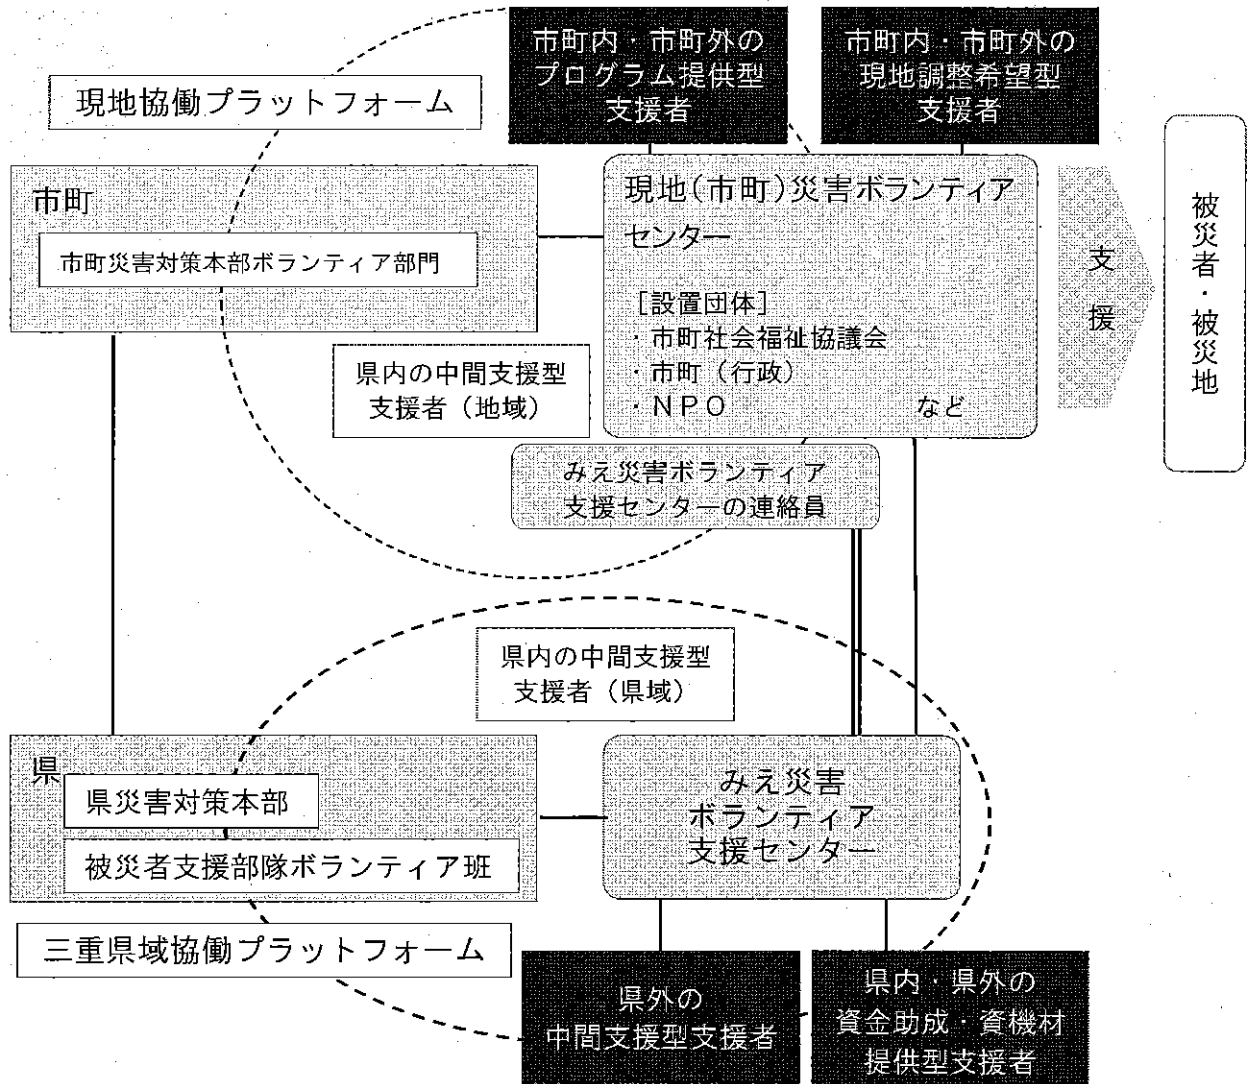 市町内・市町外の
プログラム提供型
支援者
市町内・市町外の
現地調整希望型
支援者
現地協働プラットフォーム
市町
市町災害対策本部ボランティア部門
現地（市町）災害ボランティア
センター
［設置団体］
・市町社会福祉協議会
・市町（行政）
・ＮＰＯ　など
支援
被災者・被災地
県内の中間支援型
支援者（地域）
みえ災害ボランティア
支援センターの連絡員
県内の中間支援型
支援者（県域）
県
県災害対策本部
被災者支援部隊ボランティア班
みえ災害
ボランティア
支援センター
三重県域協働プラットフォーム
県外の
中間支援型支援者
県内・県外の
資金助成・資機材
提供型支援者